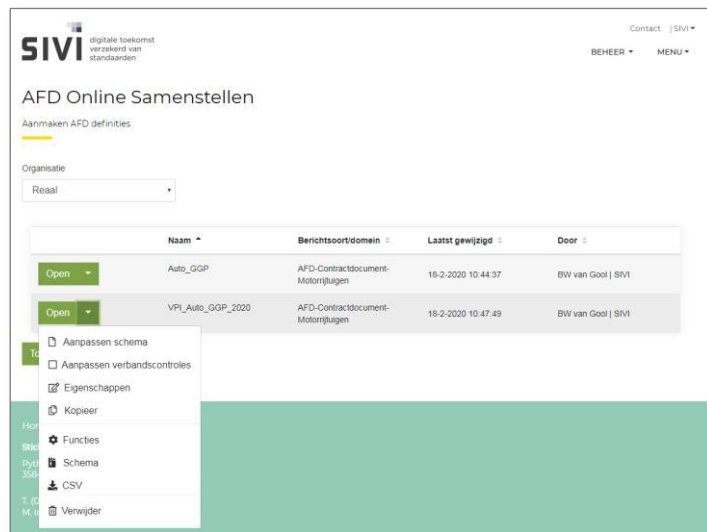 Contact | SIVI
SIVI
digitale toekomst
verzekerd van
standaarden
BEHEER
MENU
AFD Online Samenstellen
Aanmaken AFD definities
Organisatie
Reaal
Naam Berichtsoort/domein Laatst gewijzigd Door
Open Auto_GGP AFD-Contractdocument-
Motorrijtuigen 18-2-2020 10:44:37 BW van Gool | SIVI
Open VPI_Auto_GGP_2020 AFD-Contractdocument-
Motorrijtuigen 18-2-2020 10:47:49 BW van Gool | SIVI
Aanpassen schema
Aanpassen verbandscontroles
Eigenschappen
Kopieer
Functies
Schema
CSV
Verwijder